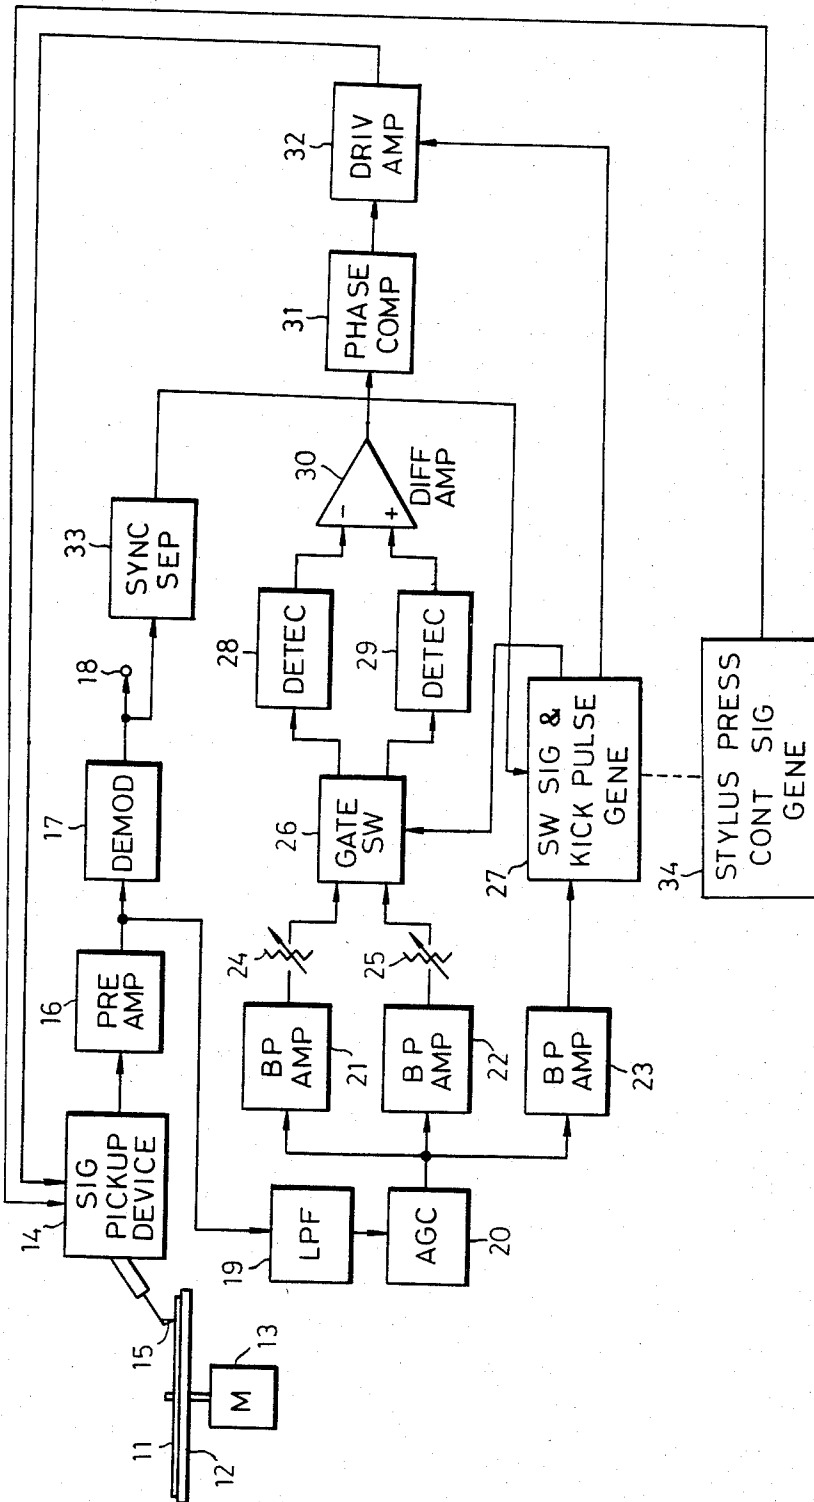 11
12
13
M
15
14
SIG
PICKUP
DEVICE
16
PRE
AMP
17
DEMOD
18
33
SYNC
SEP
19
LPF
20
AGC
21
BP
AMP
22
BP
AMP
23
BP
AMP
24
25
26
GATE
SW
27
SW SIG &
KICK PULSE
GENE
28
DETEC
29
DETEC
30
-
+
DIFF
AMP
31
PHASE
COMP
32
DRIV
AMP
34
STYLUS PRESS
CONT SIG
GENE